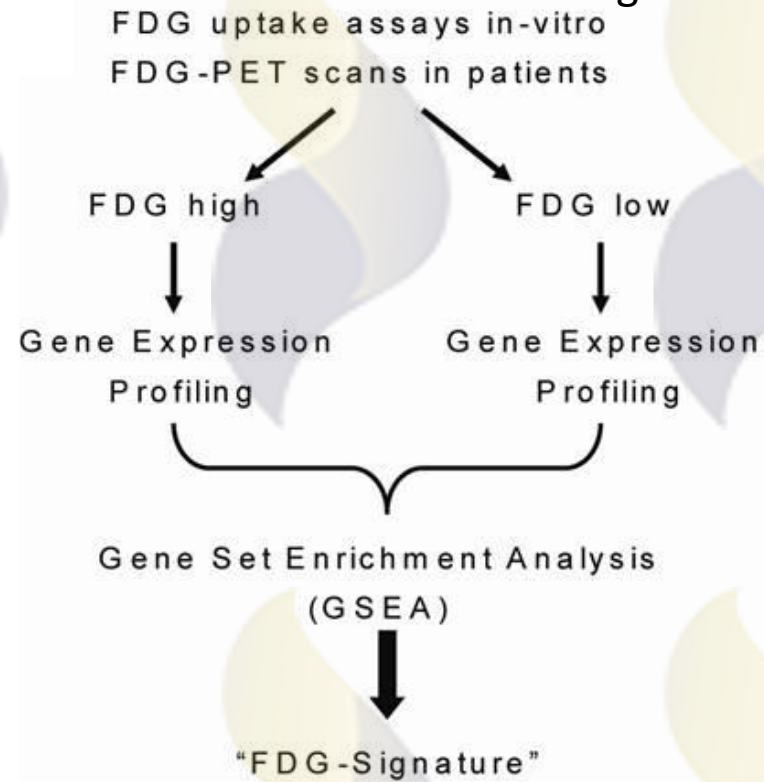 FDG uptake assays in-vitro
FDG-PET scans in patients
FDG high
FDG low
Gene Expression
Profiling
Gene Expression
Profiling
Gene Set Enrichment Analysis
(GSEA)
“FDG-Signature”